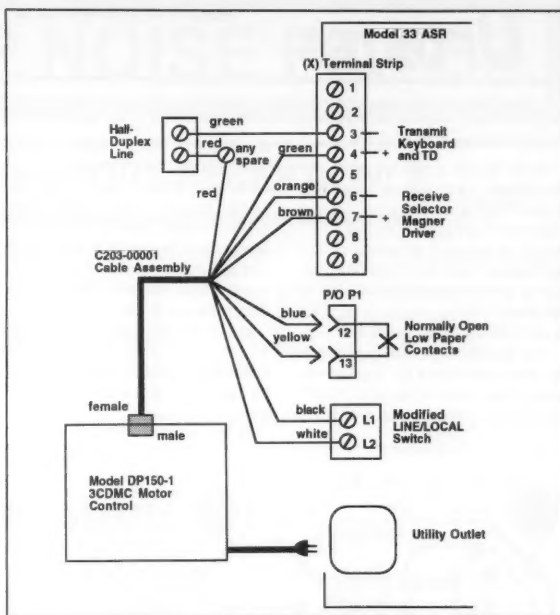 Model 33 ASR
(X) Terminal Strip
1
2
3 —
4 — +
5
6 —
7 — +
8
9
Transmit
Keyboard
and TD
Receive
Selector
Magner
Driver
Half-
Duplex
Line
green
red
any
spare
red
green
orange
brown
C203-00001
Cable Assembly
P/O P1
blue
12
yellow
13
Normally Open
Low Paper
Contacts
black
L1
white
L2
Modified
LINE/LOCAL
Switch
female
male
Model DP150-1
3CDMC Motor
Control
Utility Outlet